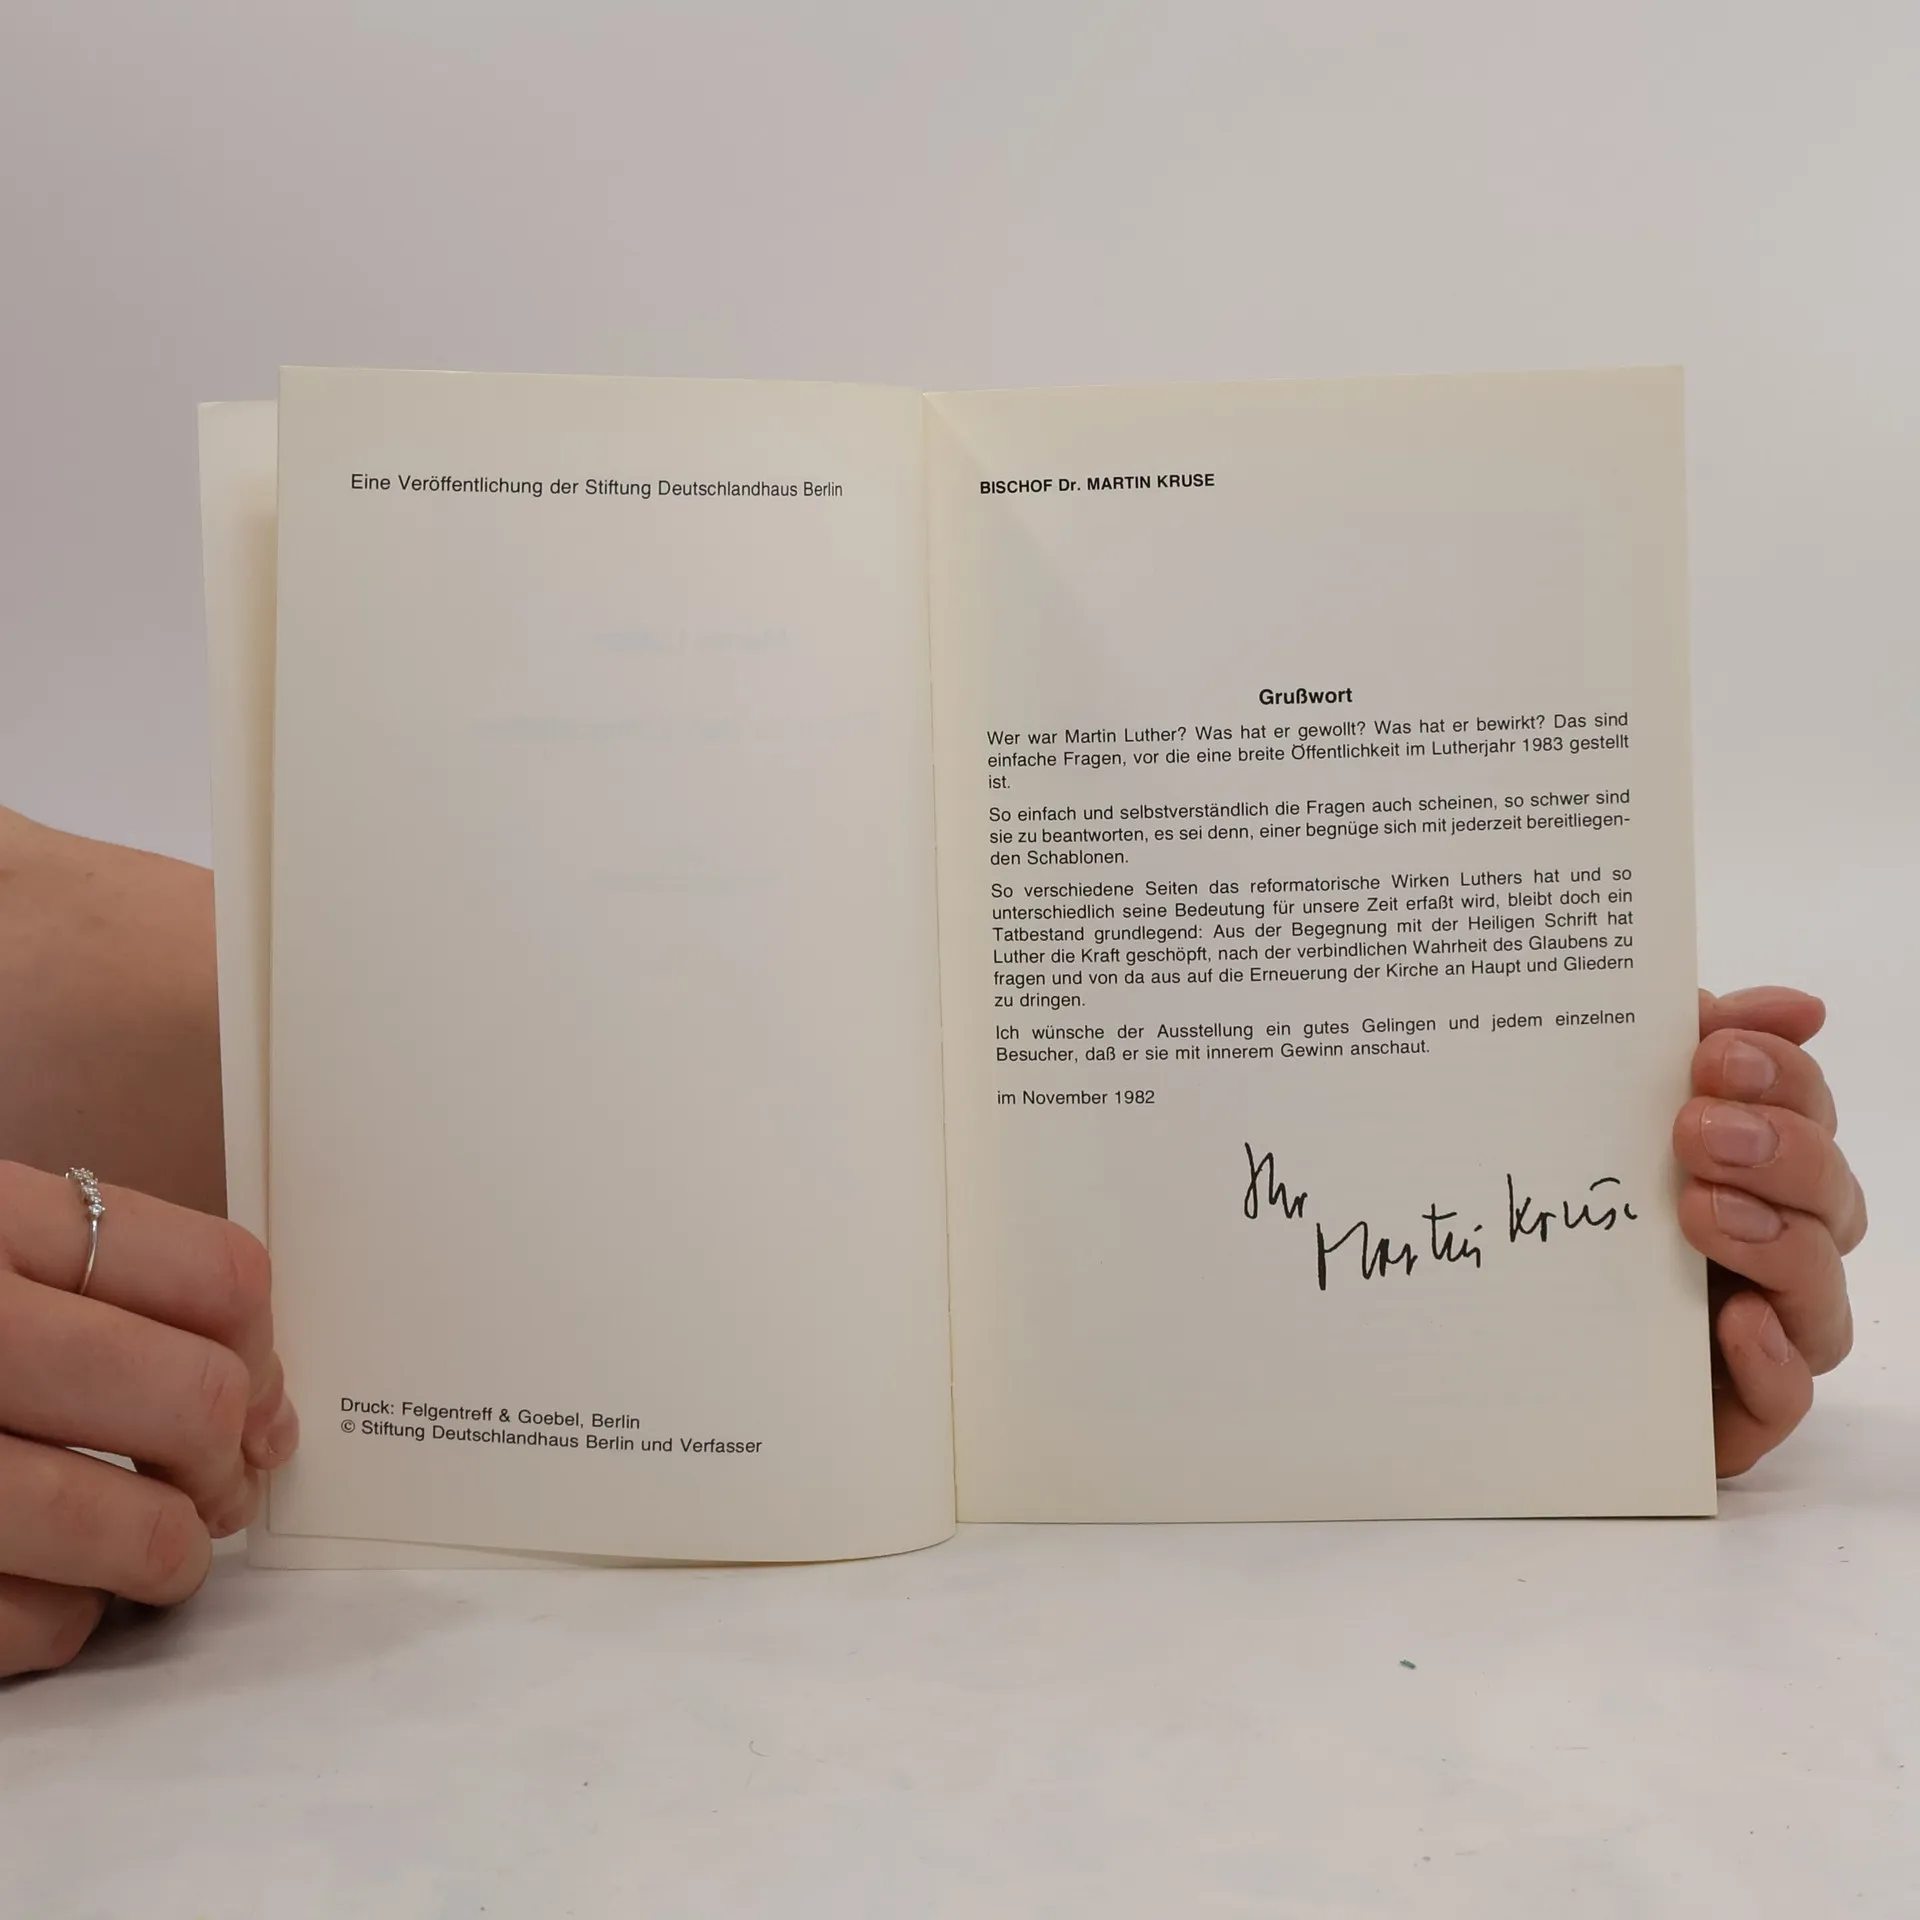 Eine Veröffentlichung der Stiftung Deutschlandhaus Berlin
Druck: Felgentreff & Goebel, Berlin
© Stiftung Deutschlandhaus Berlin und Verfasser
BISCHOF Dr. MARTIN KRUSE
Grußwort
Wer war Martin Luther? Was hat er gewollt? Was hat er bewirkt? Das sind
einfache Fragen, vor die eine breite Öffentlichkeit im Lutherjahr 1983 gestellt
ist.
So einfach und selbstverständlich die Fragen auch scheinen, so schwer sind
sie zu beantworten, es sei denn, einer begnüge sich mit jederzeit bereitliegen-
den Schablonen.
So verschiedene Seiten das reformatorische Wirken Luthers hat und so
unterschiedlich seine Bedeutung für unsere Zeit erfaßt wird, bleibt doch ein
Tatbestand grundlegend: Aus der Begegnung mit der Heiligen Schrift hat
Luther die Kraft geschöpft, nach der verbindlichen Wahrheit des Glaubens zu
fragen und von da aus auf die Erneuerung der Kirche an Haupt und Gliedern
zu dringen.
Ich wünsche der Ausstellung ein gutes Gelingen und jedem einzelnen
Besucher, daß er sie mit innerem Gewinn anschaut.
im November 1982
Ihr
Martin Kruse